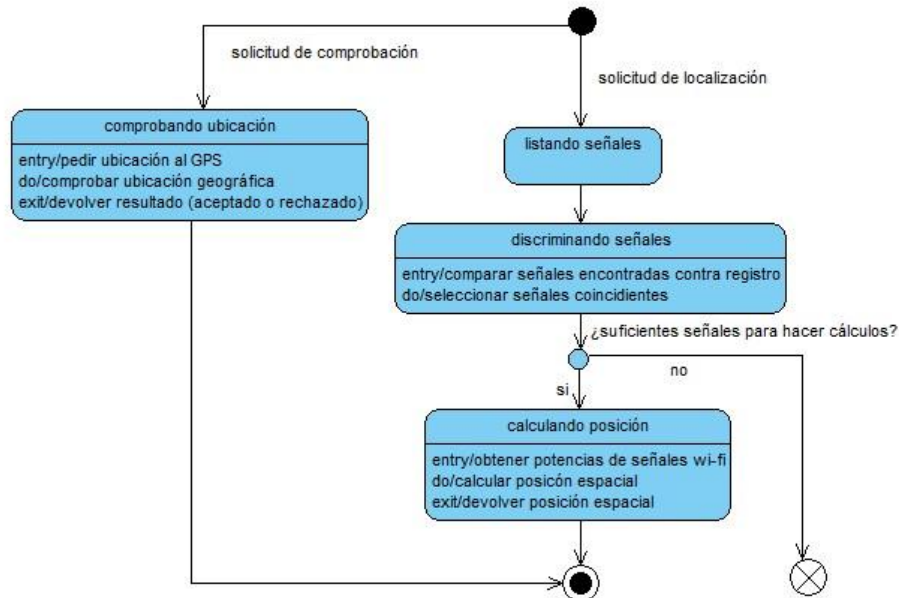 solicitud de comprobación
solicitud de localización
comprobando ubicación
entry/pedir ubicación al GPS
do/comprobar ubicación geográfica
exit/devolver resultado (aceptado o rechazado)
listando señales
discriminando señales
entry/comparar señales encontradas contra registro
do/seleccionar señales coincidientes
¿suficientes señales para hacer cálculos?
no
si
calculando posición
entry/obtener potencias de señales wi-fi
do/calcular posicón espacial
exit/devolver posición espacial